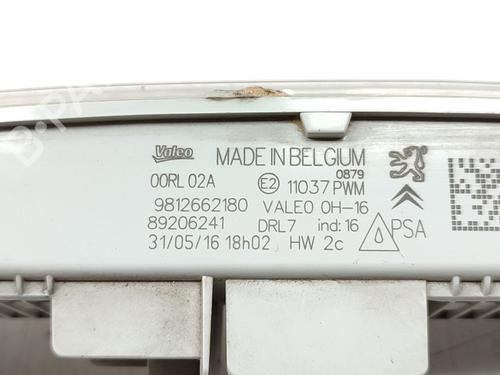 Valeo MADE IN BELGIUM
0879
00RL 02A E2 11037 PWM
9812662180 VALEO 0H-16
89206241 DRL7 ind: 16
PSA
31/05/16 18h02 HW 2c
B-PA